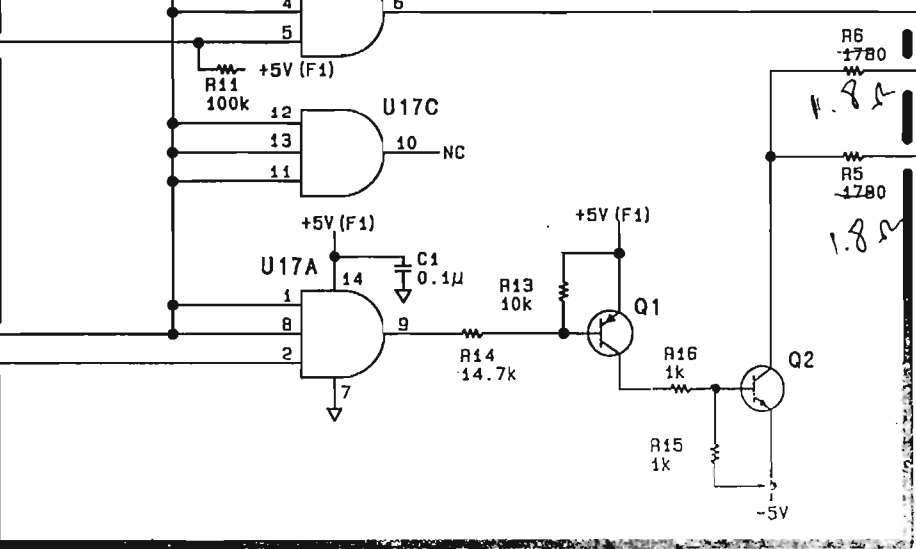 4
6
5
R11
100k
+5V(F1)
U17C
12
13
11
10
NC
R6
1780
1.8 Ω
R5
1780
1.8 Ω
+5V(F1)
U17A
14
C1
0.1µ
1
8
2
9
7
R14
14.7k
+5V(F1)
R13
10k
Q1
R16
1k
Q2
R15
1k
-5V